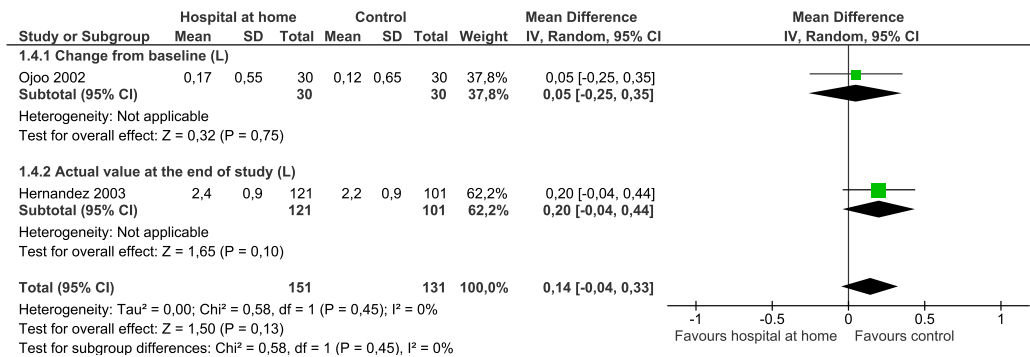 Hospital at home Control Mean Difference Mean Difference
Study or Subgroup Mean SD Total Mean SD Total Weight IV, Random, 95% CI IV, Random, 95% CI
1.4.1 Change from baseline (L)
Ojoo 2002 0,17 0,55 30 0,12 0,65 30 37,8% 0,05 [-0,25, 0,35]
Subtotal (95% CI) 30 30 37,8% 0,05 [-0,25, 0,35]
Heterogeneity: Not applicable
Test for overall effect: Z = 0,32 (P = 0,75)
1.4.2 Actual value at the end of study (L)
Hernandez 2003 2,4 0,9 121 2,2 0,9 101 62,2% 0,20 [-0,04, 0,44]
Subtotal (95% CI) 121 101 62,2% 0,20 [-0,04, 0,44]
Heterogeneity: Not applicable
Test for overall effect: Z = 1,65 (P = 0,10)
Total (95% CI) 151 131 100,0% 0,14 [-0,04, 0,33]
Heterogeneity: Tau² = 0,00; Chi² = 0,58, df = 1 (P = 0,45); I² = 0%
Test for overall effect: Z = 1,50 (P = 0,13)
Test for subgroup differences: Chi² = 0,58, df = 1 (P = 0,45), I² = 0%
-1 -0.5 0 0.5 1
Favours hospital at home Favours control